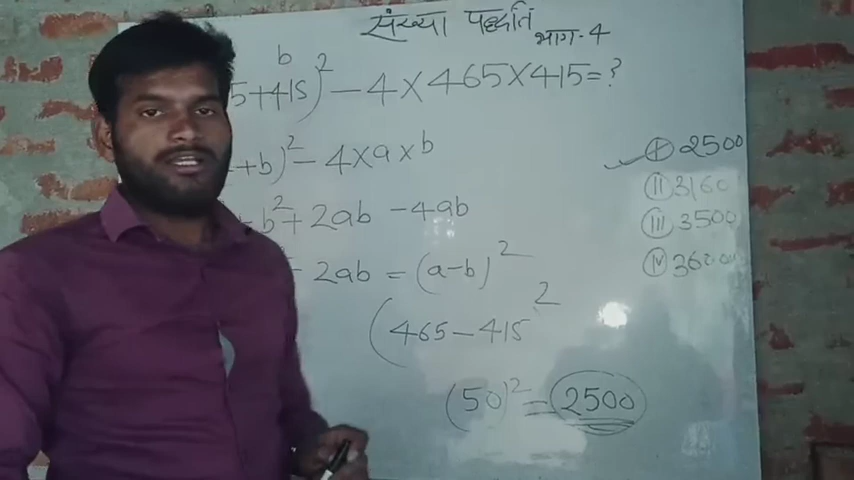 संख्या पद्धति भाग-4
b
5+415)² - 4×465×415=?
+b)² - 4×a×b
b²+2ab -4ab
2ab = (a-b)²
(465-415)²
(50)² = 2500
(I) 2500
(II) 3160
(III) 3500
(IV)